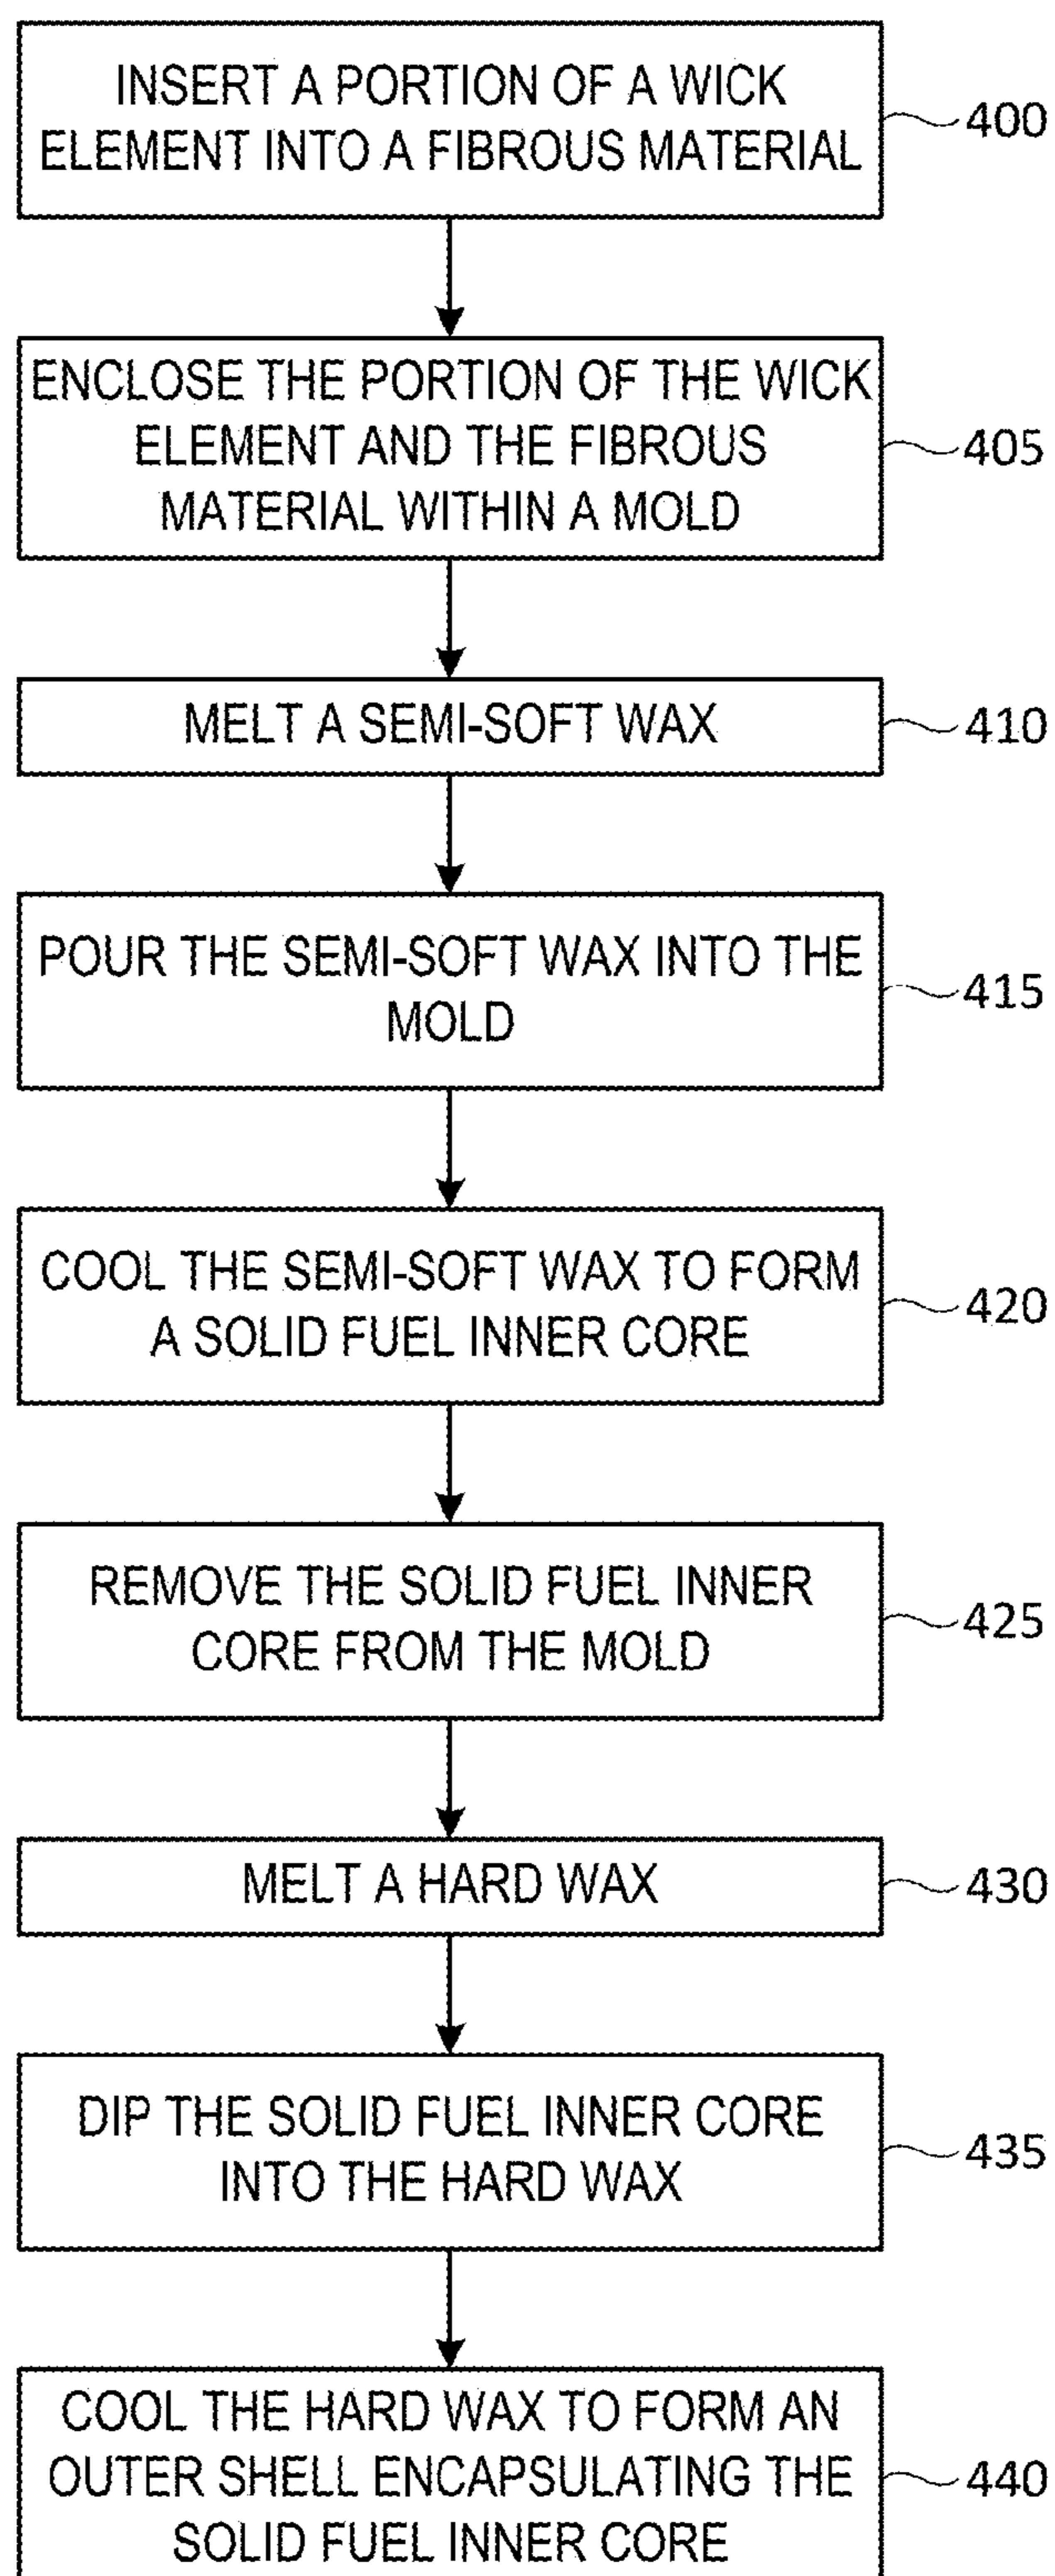 INSERT A PORTION OF A WICK
ELEMENT INTO A FIBROUS MATERIAL
400
ENCLOSE THE PORTION OF THE WICK
ELEMENT AND THE FIBROUS
MATERIAL WITHIN A MOLD
405
MELT A SEMI-SOFT WAX
410
POUR THE SEMI-SOFT WAX INTO THE
MOLD
415
COOL THE SEMI-SOFT WAX TO FORM
A SOLID FUEL INNER CORE
420
REMOVE THE SOLID FUEL INNER
CORE FROM THE MOLD
425
MELT A HARD WAX
430
DIP THE SOLID FUEL INNER CORE
INTO THE HARD WAX
435
COOL THE HARD WAX TO FORM AN
OUTER SHELL ENCAPSULATING THE
SOLID FUEL INNER CORE
440